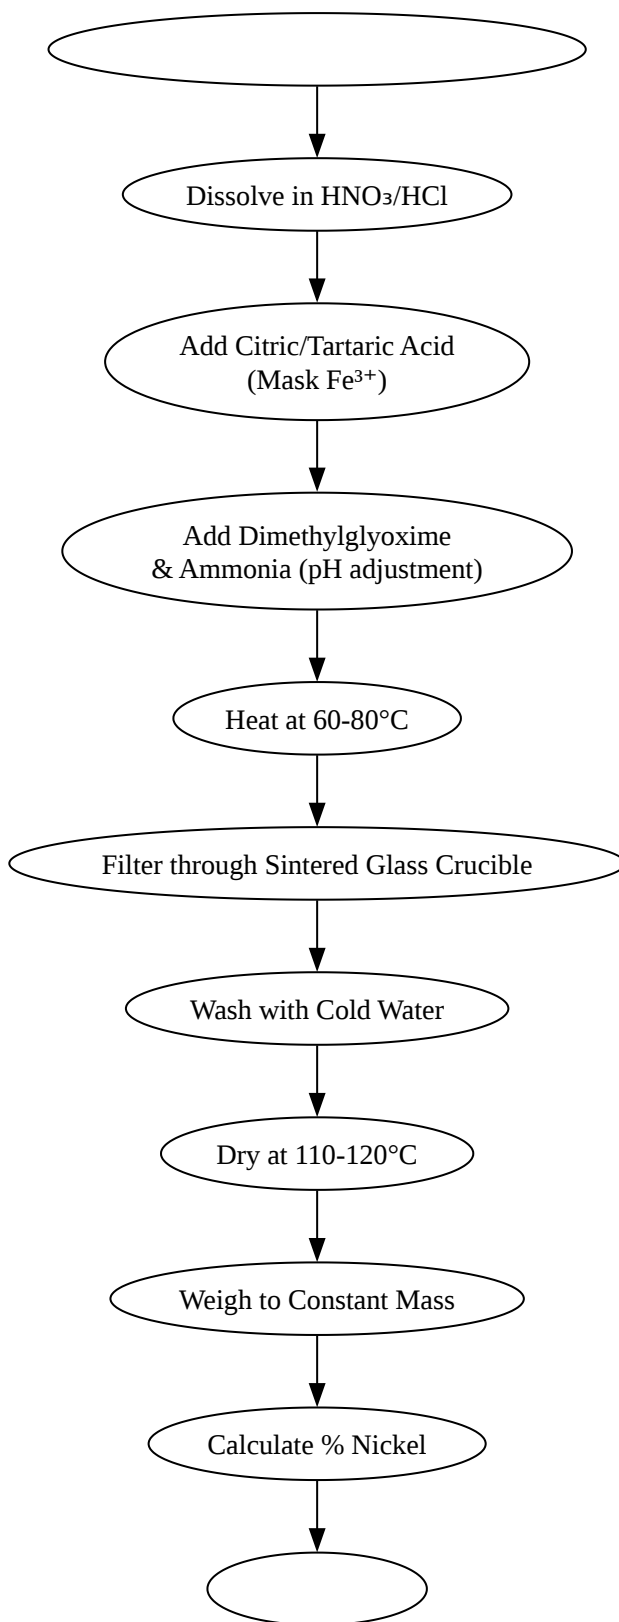 Dissolve in HNO₃/HCl
Add Citric/Tartaric Acid
(Mask Fe³⁺)
Add Dimethylglyoxime
& Ammonia (pH adjustment)
Heat at 60-80°C
Filter through Sintered Glass Crucible
Wash with Cold Water
Dry at 110-120°C
Weigh to Constant Mass
Calculate % Nickel